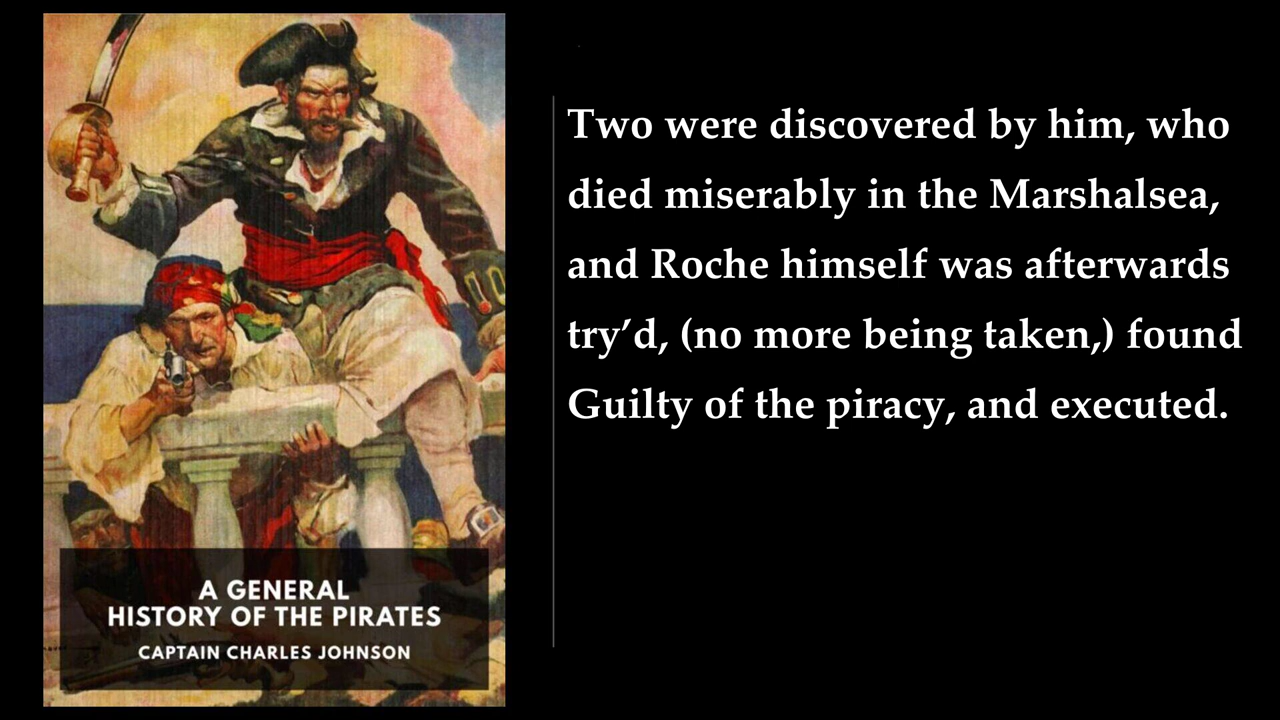 Two were discovered by him, who
died miserably in the Marshalsea,
and Roche himself was afterwards
try’d, (no more being taken,) found
Guilty of the piracy, and executed.
A GENERAL
HISTORY OF THE PIRATES
CAPTAIN CHARLES JOHNSON